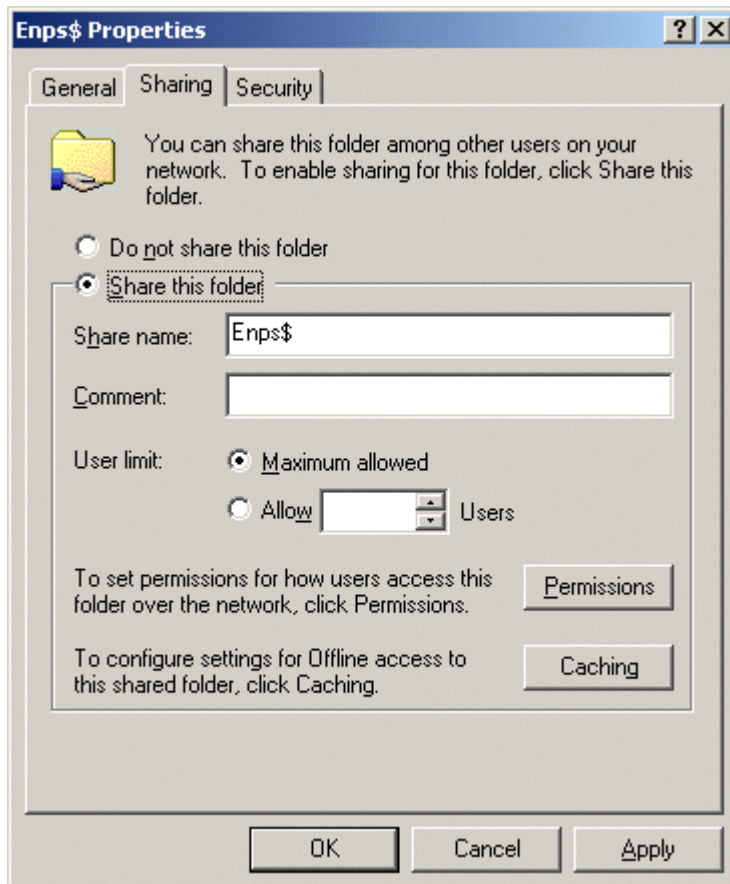 Enps$ Properties
General Sharing Security
You can share this folder among other users on your
network. To enable sharing for this folder, click Share this
folder.
Do not share this folder
Share this folder
Share name: Enps$
Comment:
User limit: Maximum allowed
Allow Users
To set permissions for how users access this
folder over the network, click Permissions.
Permissions
To configure settings for Offline access to
this shared folder, click Caching.
Caching
OK Cancel Apply